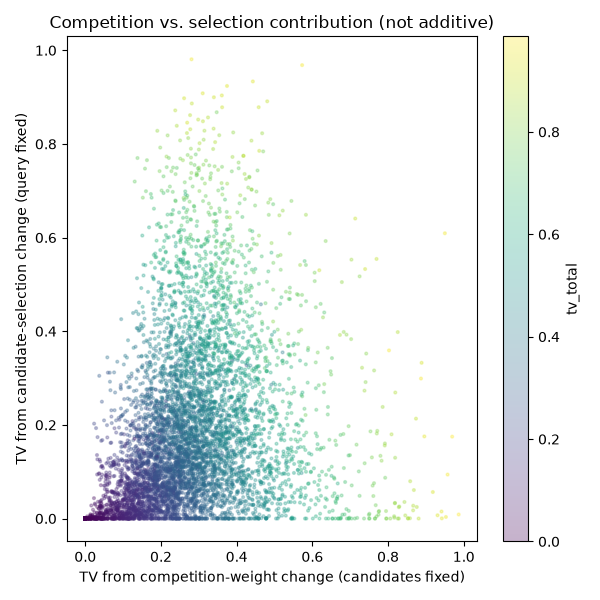 Competition vs. selection contribution (not additive)
TV from candidate-selection change (query fixed)
1.0
0.8
0.6
0.4
0.2
0.0
0.0 0.2 0.4 0.6 0.8 1.0
TV from competition-weight change (candidates fixed)
0.8
0.6
0.4
0.2
0.0
tv_total